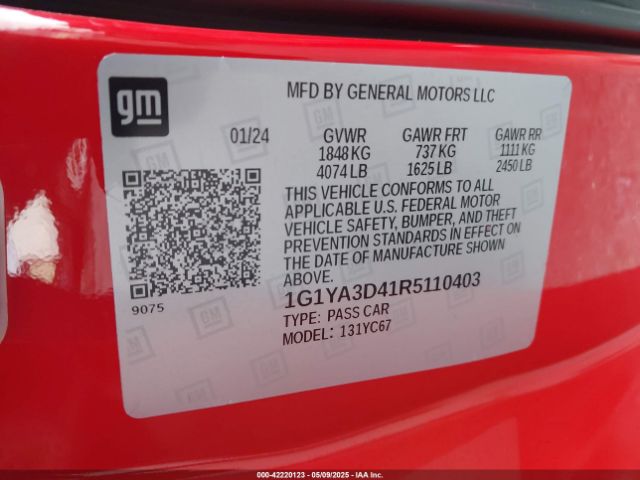 gm
MFD BY GENERAL MOTORS LLC
01/24 GVWR GAWR FRT GAWR RR
1848 KG 737 KG 1111 KG
4074 LB 1625 LB 2450 LB
THIS VEHICLE CONFORMS TO ALL
APPLICABLE U.S. FEDERAL MOTOR
VEHICLE SAFETY, BUMPER, AND THEFT
PREVENTION STANDARDS IN EFFECT ON
THE DATE OF MANUFACTURE SHOWN
ABOVE.
9075
1G1YA3D41R5110403
TYPE: PASS CAR
MODEL: 131YC67
000-42220123 - 05/09/2025 - IAA Inc.